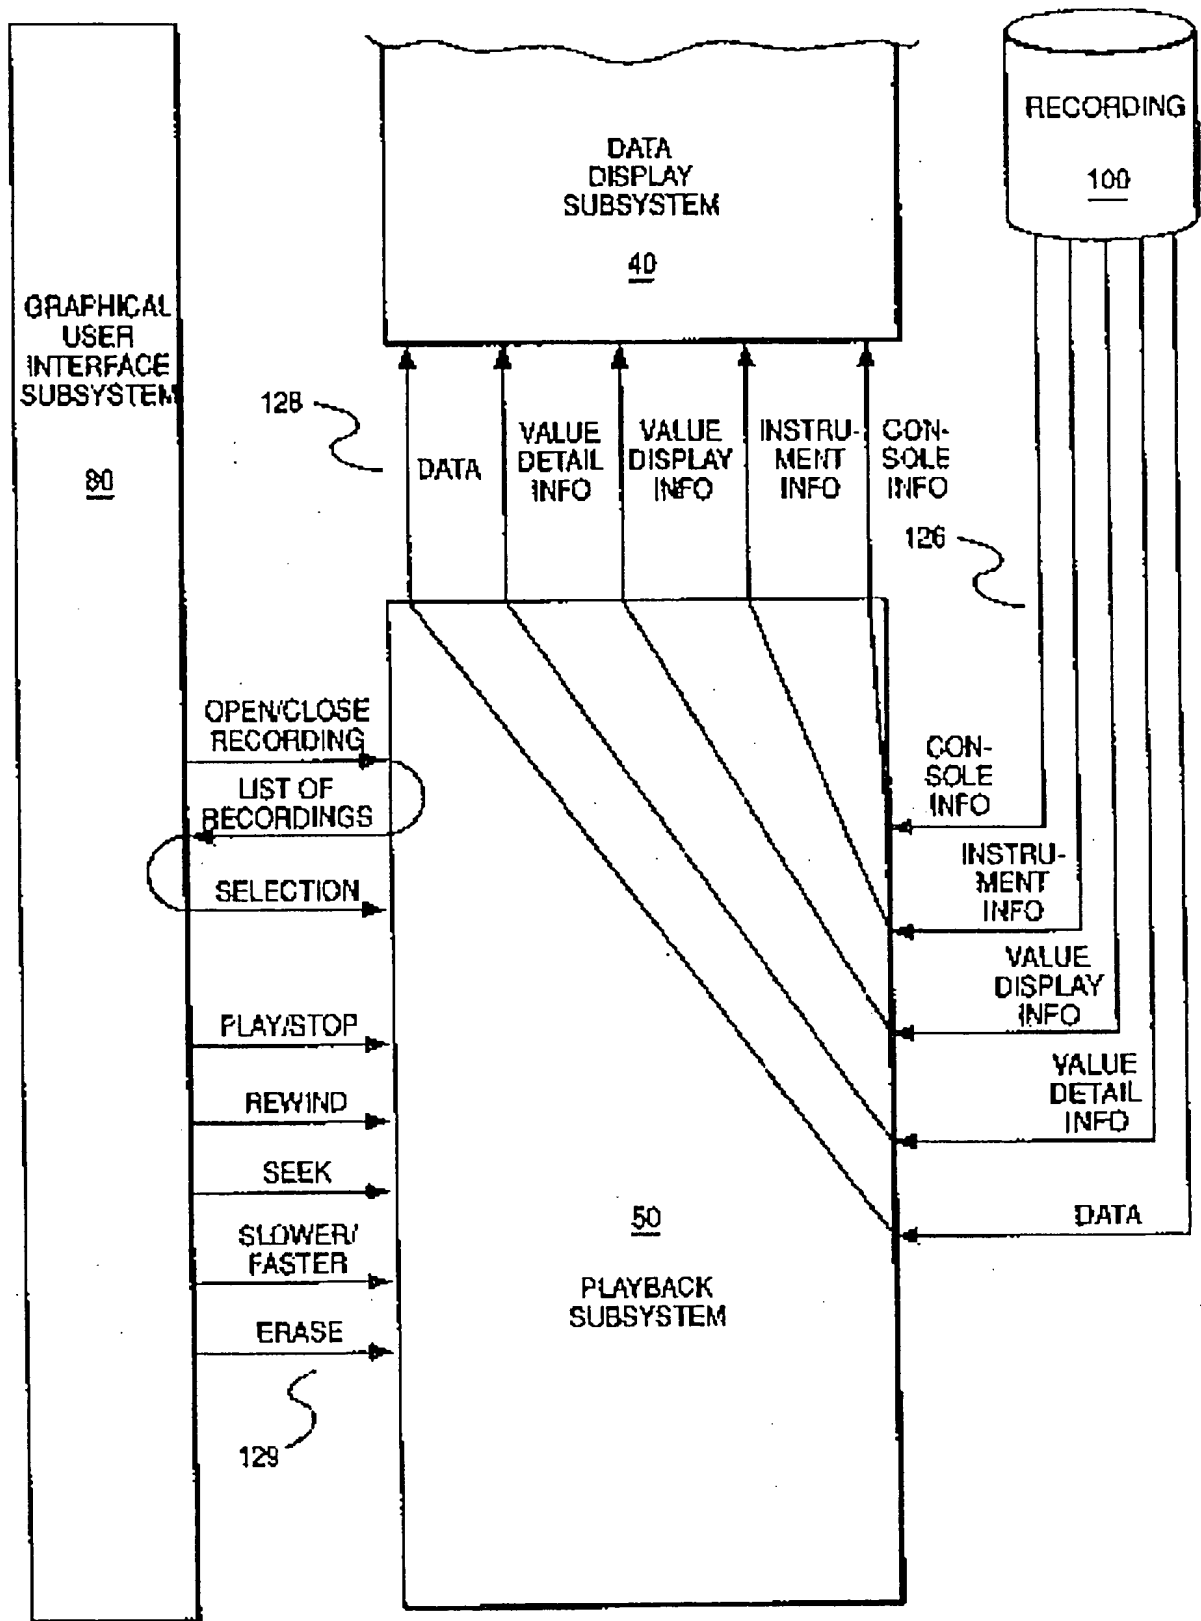 RECORDING
100
DATA
DISPLAY
SUBSYSTEM
40
GRAPHICAL
USER
INTERFACE
SUBSYSTEM
80
128
DATA
VALUE
DETAIL
INFO
VALUE
DISPLAY
INFO
INSTRU-
MENT
INFO
CON-
SOLE
INFO
126
OPEN/CLOSE
RECORDING
LIST OF
RECORDINGS
SELECTION
PLAY/STOP
REWIND
SEEK
SLOWER/
FASTER
ERASE
129
CON-
SOLE
INFO
INSTRU-
MENT
INFO
VALUE
DISPLAY
INFO
VALUE
DETAIL
INFO
DATA
50
PLAYBACK
SUBSYSTEM